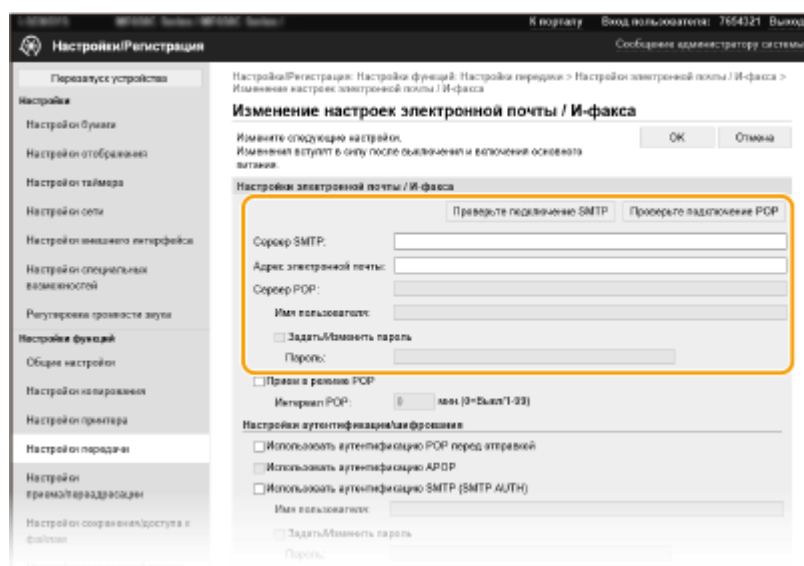 К порталу Вход пользователя: 7654321 Выход
Настройки/Регистрация
Сообщение администратору системы
Перезапуск устройства
Настройки
Настройки бумаги
Настройки отображения
Настройки таймера
Настройки сети
Настройки внешнего интерфейса
Настройки специальных
возможностей
Регулировка громкости звука
Настройки функций
Общие настройки
Настройки копирования
Настройки принтера
Настройки передачи
Настройки
приема/переадресации
Настройки сохранения/доступа к
файлам
Настройка/Регистрация: Настройки функций: Настройки передачи > Настройки электронной почты / И-факса >
Изменение настроек электронной почты / И-факса
Изменение настроек электронной почты / И-факса
Измените следующие настройки.
Изменения вступят в силу после выключения и включения основного
питания.
OK Отмена
Настройки электронной почты / И-факса
Проверьте подключение SMTP Проверьте подключение POP
Сервер SMTP:
Адрес электронной почты:
Сервер POP:
Имя пользователя:
Задать/Изменить пароль
Пароль:
Прием в режиме POP
Интервал POP: 0 мин. (0=Выкл/1-99)
Настройки аутентификации/шифрования
Использовать аутентификацию POP перед отправкой
Использовать аутентификацию APOP
Использовать аутентификацию SMTP (SMTP AUTH)
Имя пользователя:
Задать/Изменить пароль
Пароль: